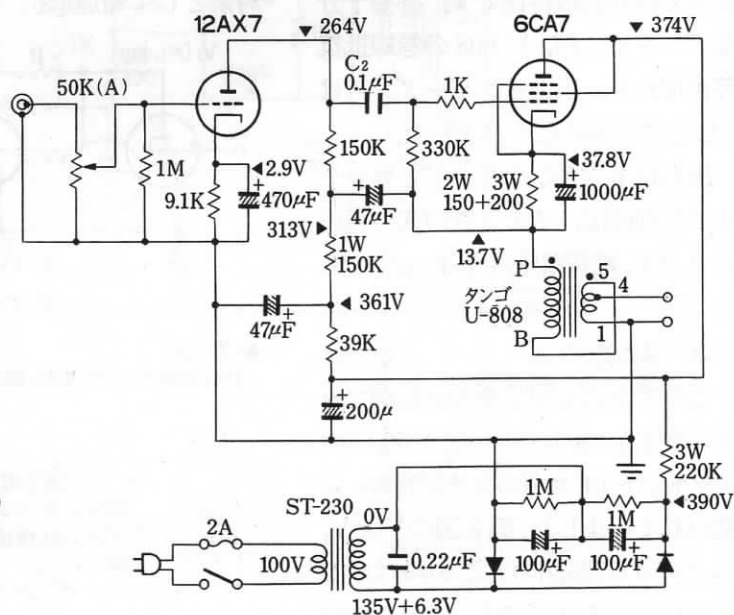 12AX7
264V
6CA7
374V
50K(A)
C2
0.1μF
1K
1M
2.9V
150K
330K
37.8V
9.1K
470μF
47μF
2W
150+200
3W
1000μF
313V
1W
150K
13.7V
P
5
4
タンゴ
U-808
361V
47μF
B
1
39K
200μ
3W
220K
ST-230
0V
1M
1M
390V
2A
100V
0.22μF
100μF
100μF
135V+6.3V